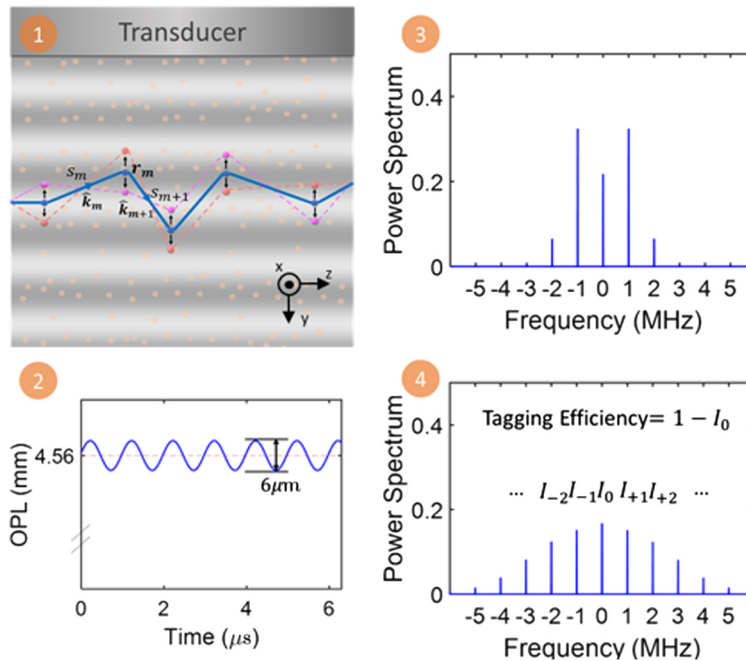 1
Transducer
s_m
r_m
k̂_m
k̂_{m+1}
s_{m+1}
x
z
y
2
OPL (mm)
4.56
6μm
0 2 4 6
Time (μs)
3
Power Spectrum
0.4
0.2
0
-5 -4 -3 -2 -1 0 1 2 3 4 5
Frequency (MHz)
4
Power Spectrum
0.4
0.2
0
Tagging Efficiency= 1 − I_0
... I_{-2}I_{-1}I_0 I_{+1}I_{+2} ...
-5 -4 -3 -2 -1 0 1 2 3 4 5
Frequency (MHz)